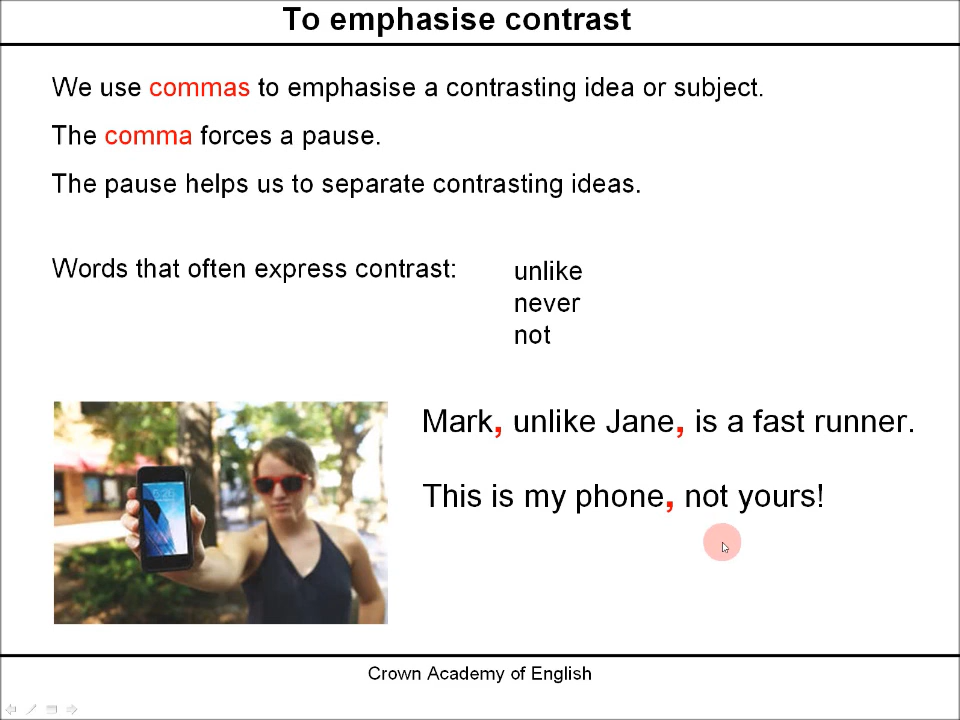 To emphasise contrast
We use commas to emphasise a contrasting idea or subject.
The comma forces a pause.
The pause helps us to separate contrasting ideas.
Words that often express contrast:
unlike
never
not
5:26
Mark, unlike Jane, is a fast runner.
This is my phone, not yours!
Crown Academy of English